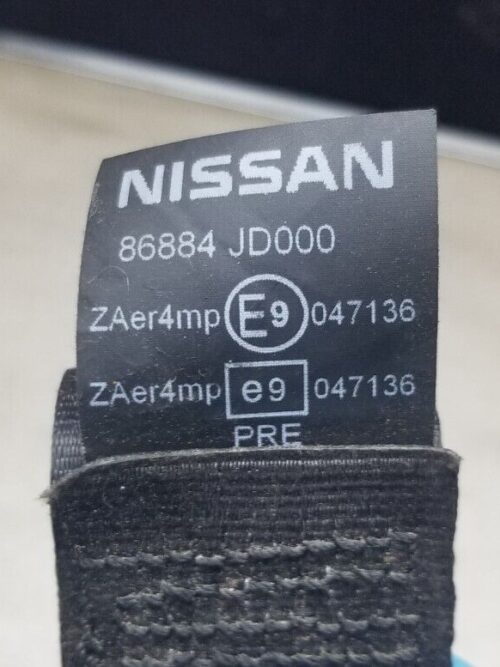 NISSAN
86884 JD000
ZAer4mp E9 047136
ZAer4mp e9 047136
PRE